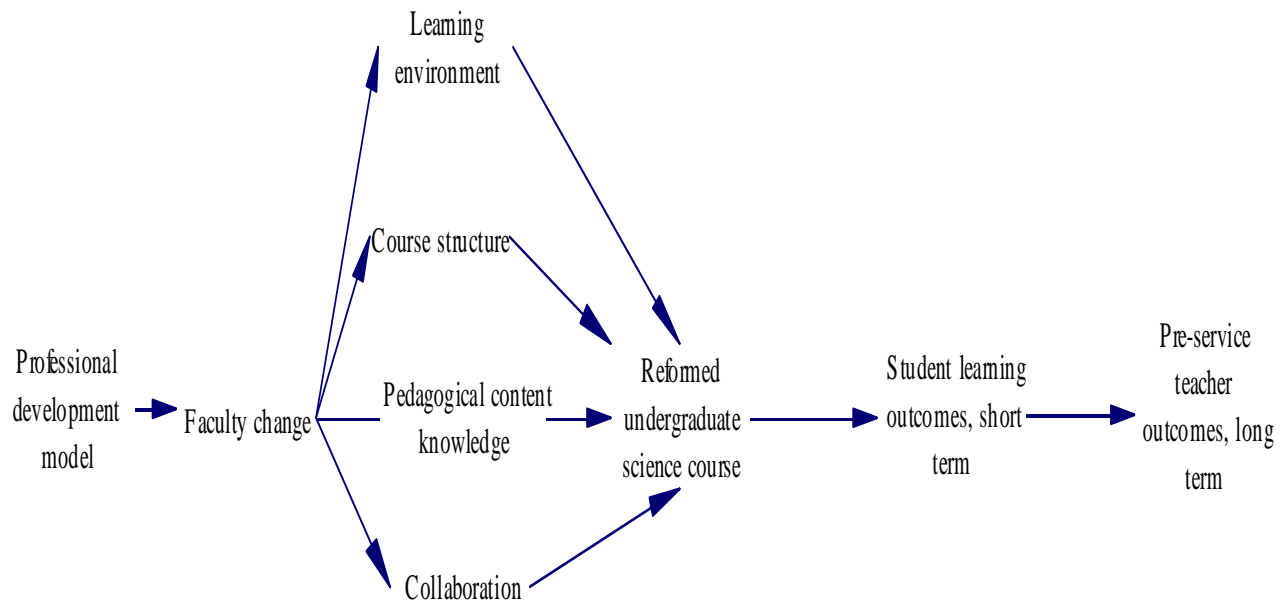 Learning
environment
Course structure
Professional
development
model
Faculty change
Pedagogical content
knowledge
Collaboration
Reformed
undergraduate
science course
Student learning
outcomes, short
term
Pre-service
teacher
outcomes, long
term